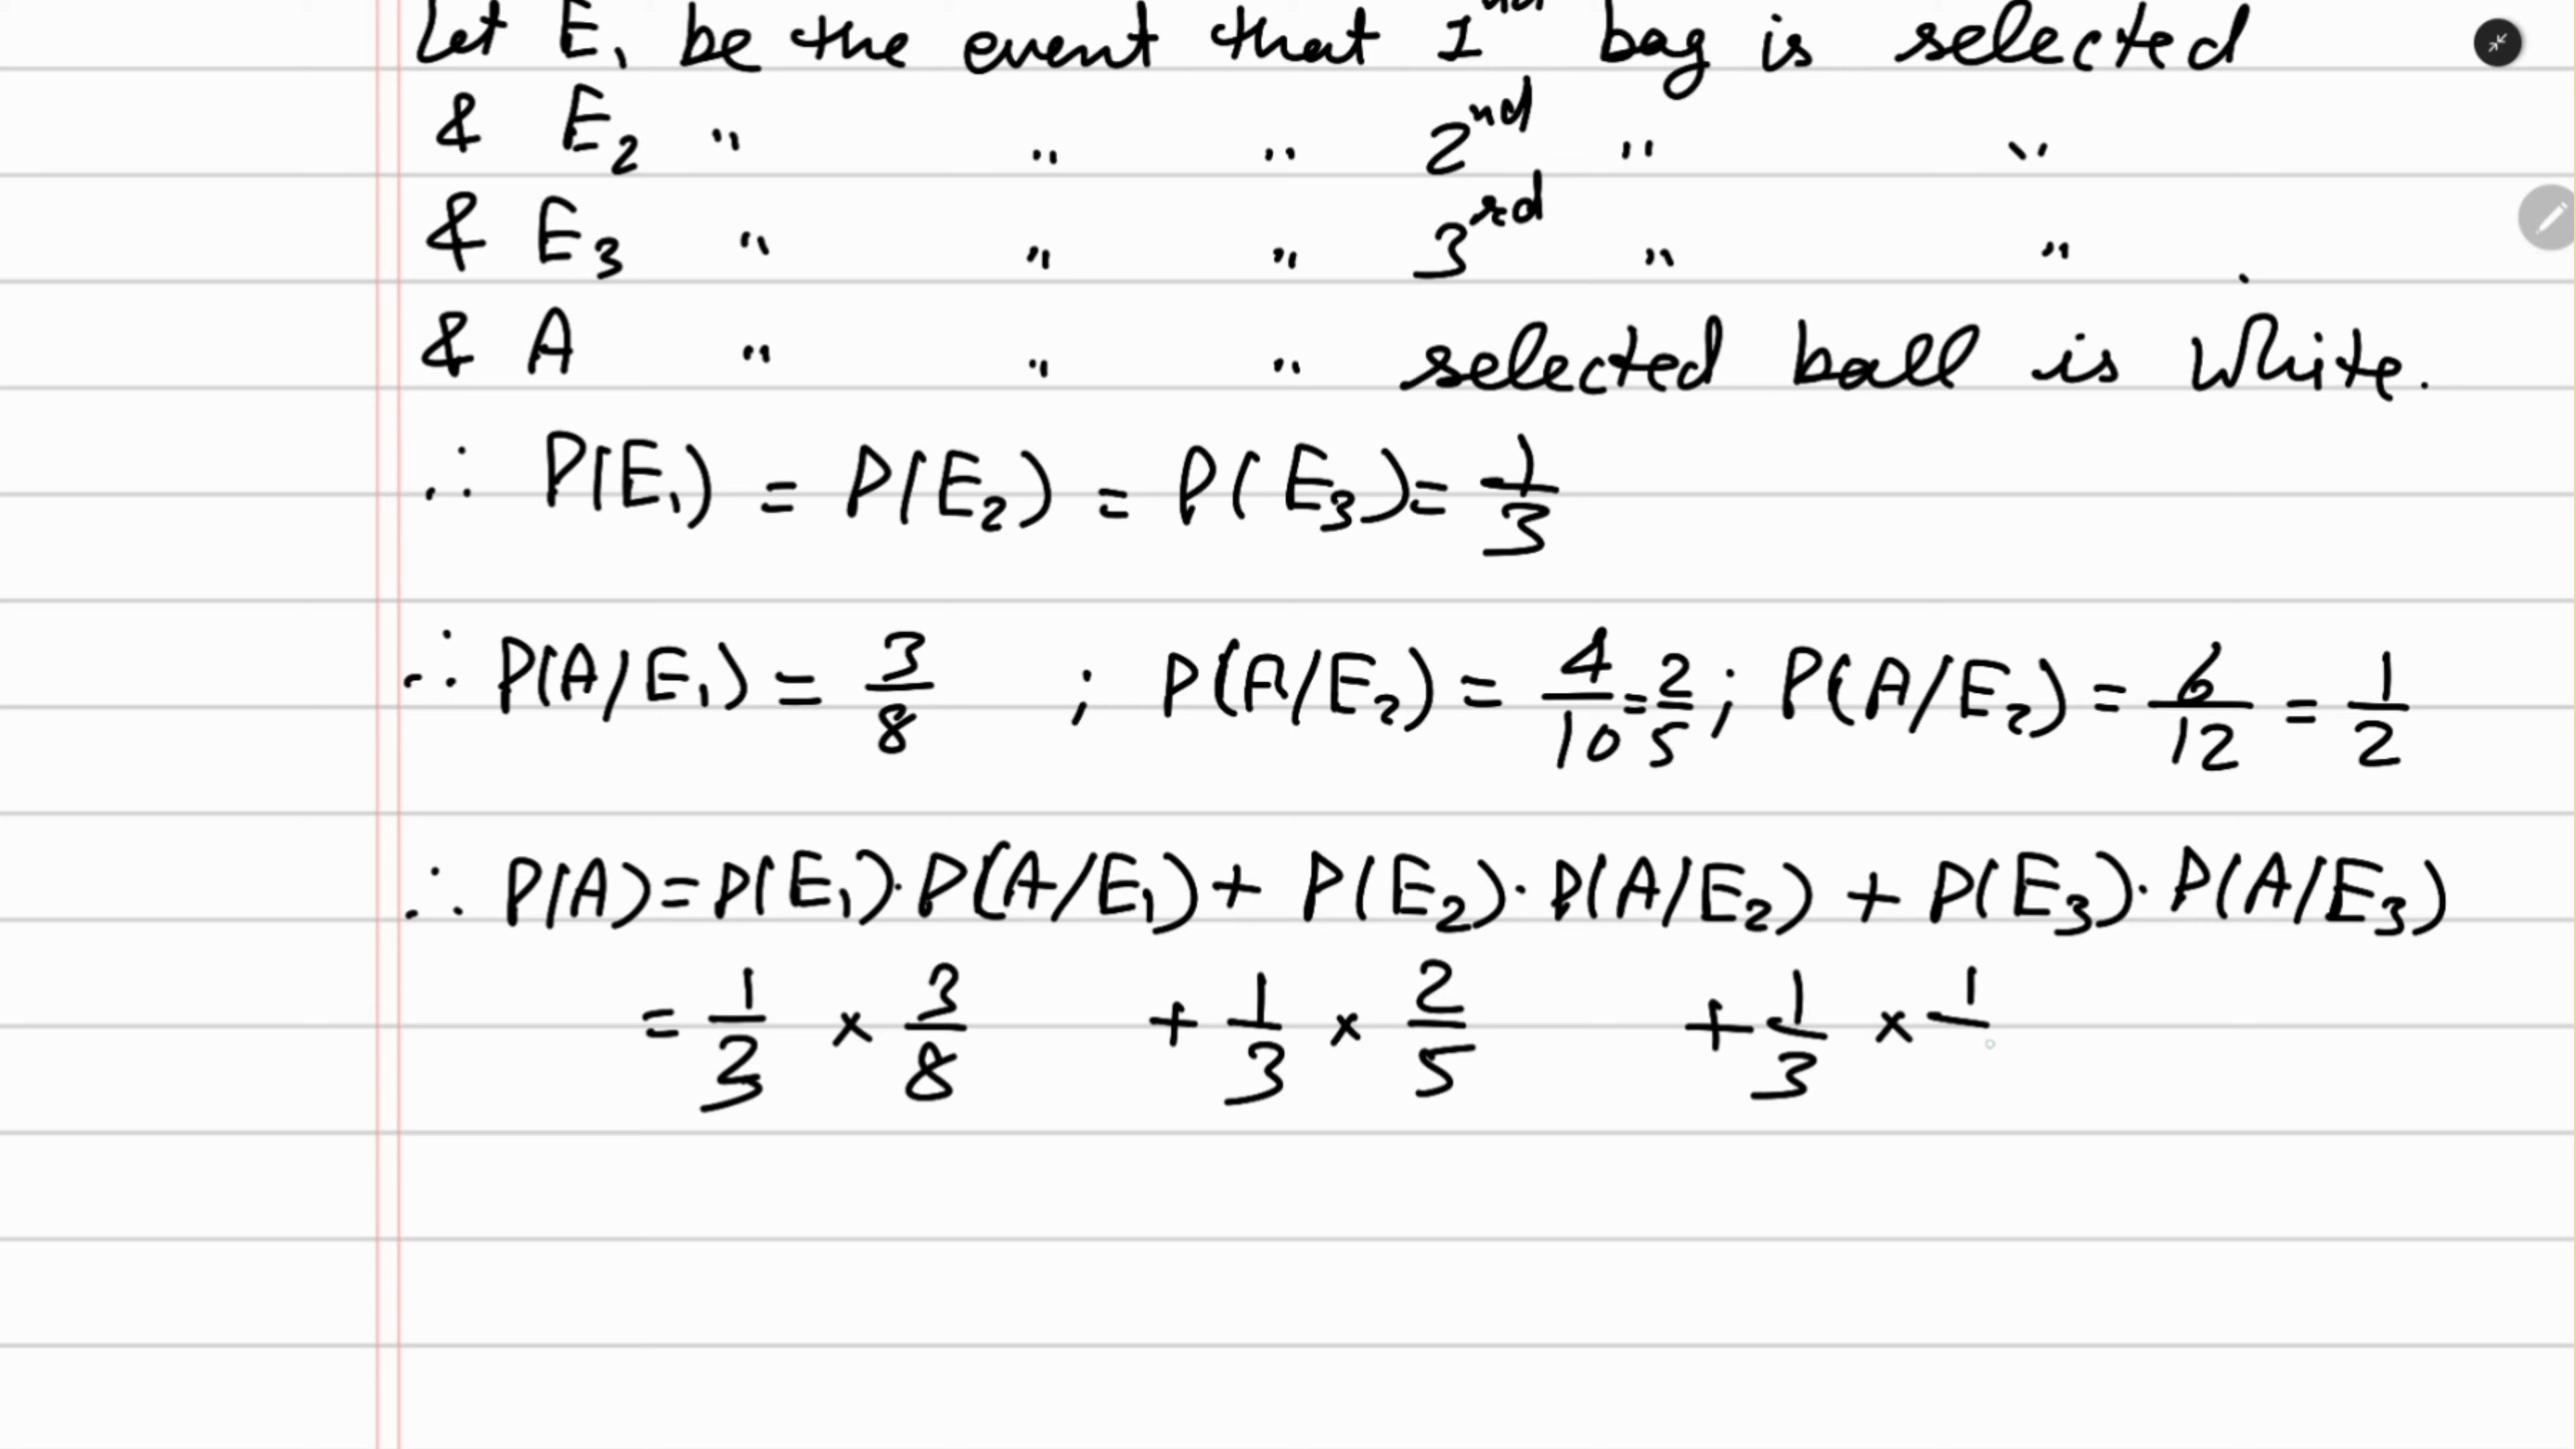 Let E₁ be the event that 1ˢᵗ bag is selected
& E₂ " " " 2ⁿᵈ " "
& E₃ " " " 3ʳᵈ " " .
& A " " " selected ball is White.
∴ P(E₁) = P(E₂) = P(E₃) = 1/3
∴ P(A/E₁) = 3/8 ; P(A/E₂) = 4/10 = 2/5 ; P(A/E₂) = 6/12 = 1/2
∴ P(A) = P(E₁)·P(A/E₁) + P(E₂)·P(A/E₂) + P(E₃)·P(A/E₃)
= 1/3 × 3/8 + 1/3 × 2/5 + 1/3 × 1/